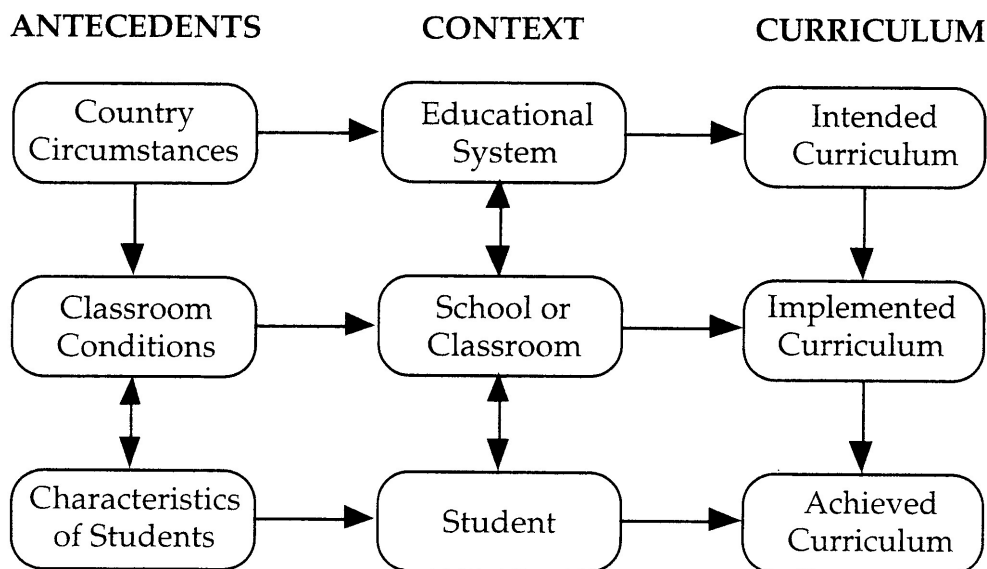 ANTECEDENTS
CONTEXT
CURRICULUM
Country
Circumstances
Educational
System
Intended
Curriculum
Classroom
Conditions
School or
Classroom
Implemented
Curriculum
Characteristics
of Students
Student
Achieved
Curriculum